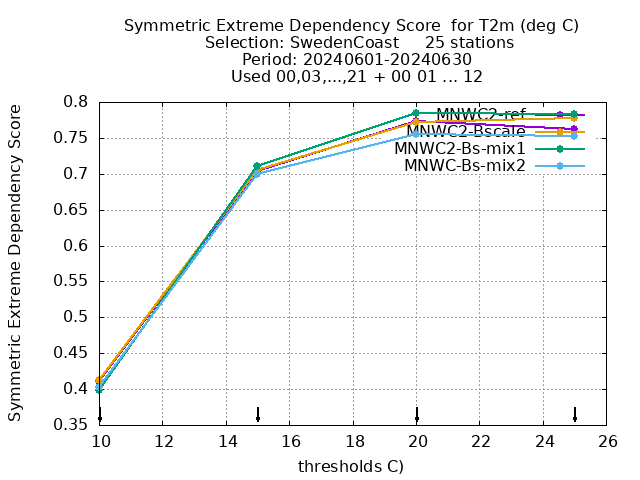 Symmetric Extreme Dependency Score  for T2m (deg C)
Selection: SwedenCoast     25 stations
Period: 20240601-20240630
Used 00,03,...,21 + 00 01 ... 12
Symmetric Extreme Dependency Score
0.8
0.75
0.7
0.65
0.6
0.55
0.5
0.45
0.4
0.35
MNWC2-ref
MNWC2-Bscale
MNWC2-Bs-mix1
MNWC-Bs-mix2
10 12 14 16 18 20 22 24 26
thresholds C)